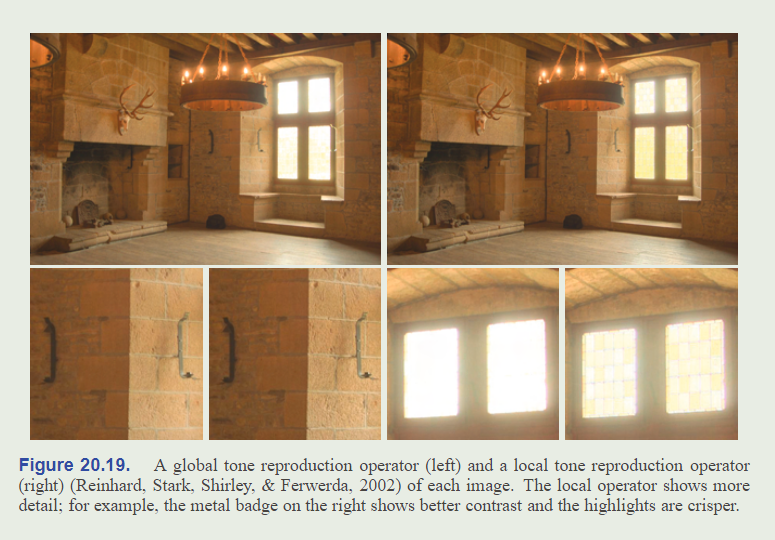 Figure 20.19. A global tone reproduction operator (left) and a local tone reproduction operator
(right) (Reinhard, Stark, Shirley, & Ferwerda, 2002) of each image. The local operator shows more
detail; for example, the metal badge on the right shows better contrast and the highlights are crisper.